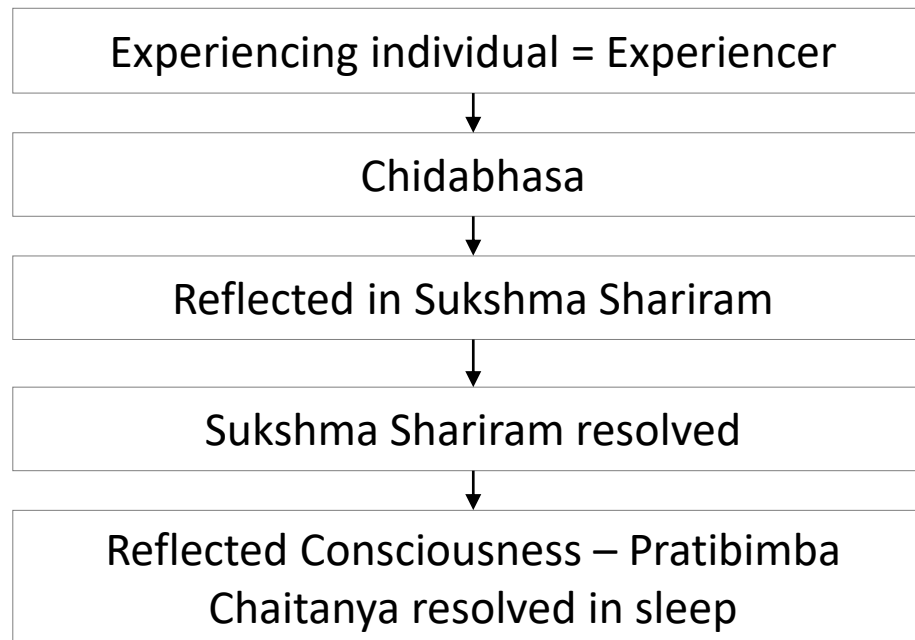 Experiencing individual = Experiencer
Chidabhasa
Reflected in Sukshma Shariram
Sukshma Shariram resolved
Reflected Consciousness – Pratibimba
Chaitanya resolved in sleep